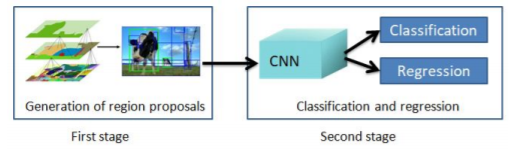 Generation of region proposals
First stage
CNN
Classification
Regression
Classification and regression
Second stage